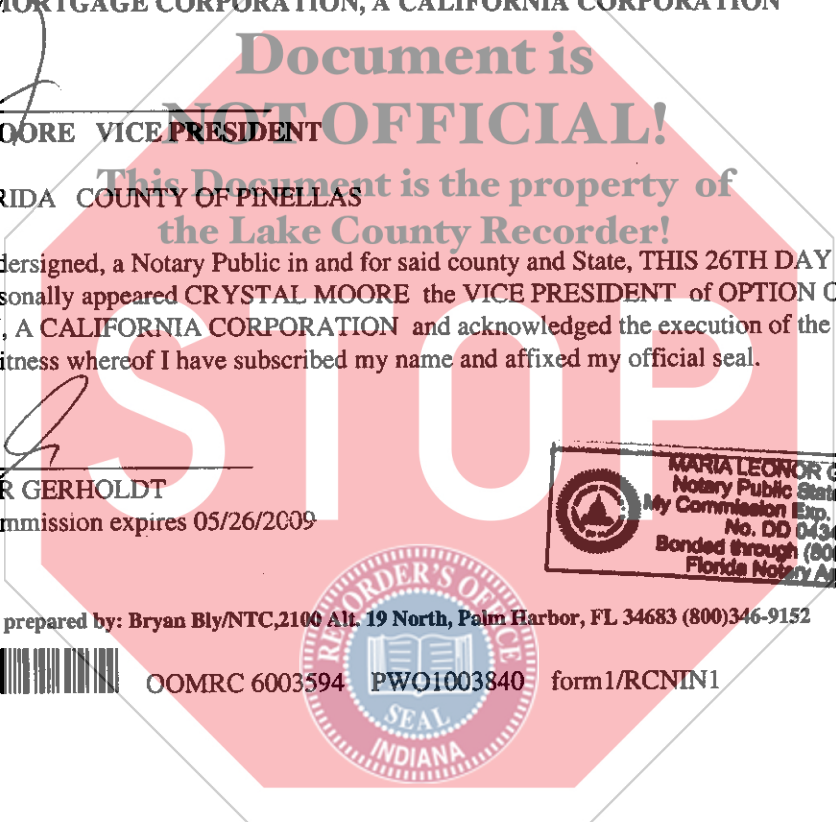 MORTGAGE CORPORATION, A CALIFORNIA CORPORATION
Document is
NOT OFFICIAL!
OORE VICE PRESIDENT
This Document is the property of
RIDA COUNTY OF PINELLAS
the Lake County Recorder!
dersigned, a Notary Public in and for said county and State, THIS 26TH DAY
sonally appeared CRYSTAL MOORE the VICE PRESIDENT of OPTION O
, A CALIFORNIA CORPORATION and acknowledged the execution of the
itness whereof I have subscribed my name and affixed my official seal.
STOP
R GERHOLDT
mmission expires 05/26/2009
MARIA LEONOR G
Notary Public State
My Commission Exp.
No. DD 0434
Bonded through (800
Florida Notary A
prepared by: Bryan Bly/NTC,2100 Alt. 19 North, Palm Harbor, FL 34683 (800)346-9152
OOMRC 6003594 PWO1003840 form1/RCNIN1
RECORDER'S OFFICE
SEAL
INDIANA